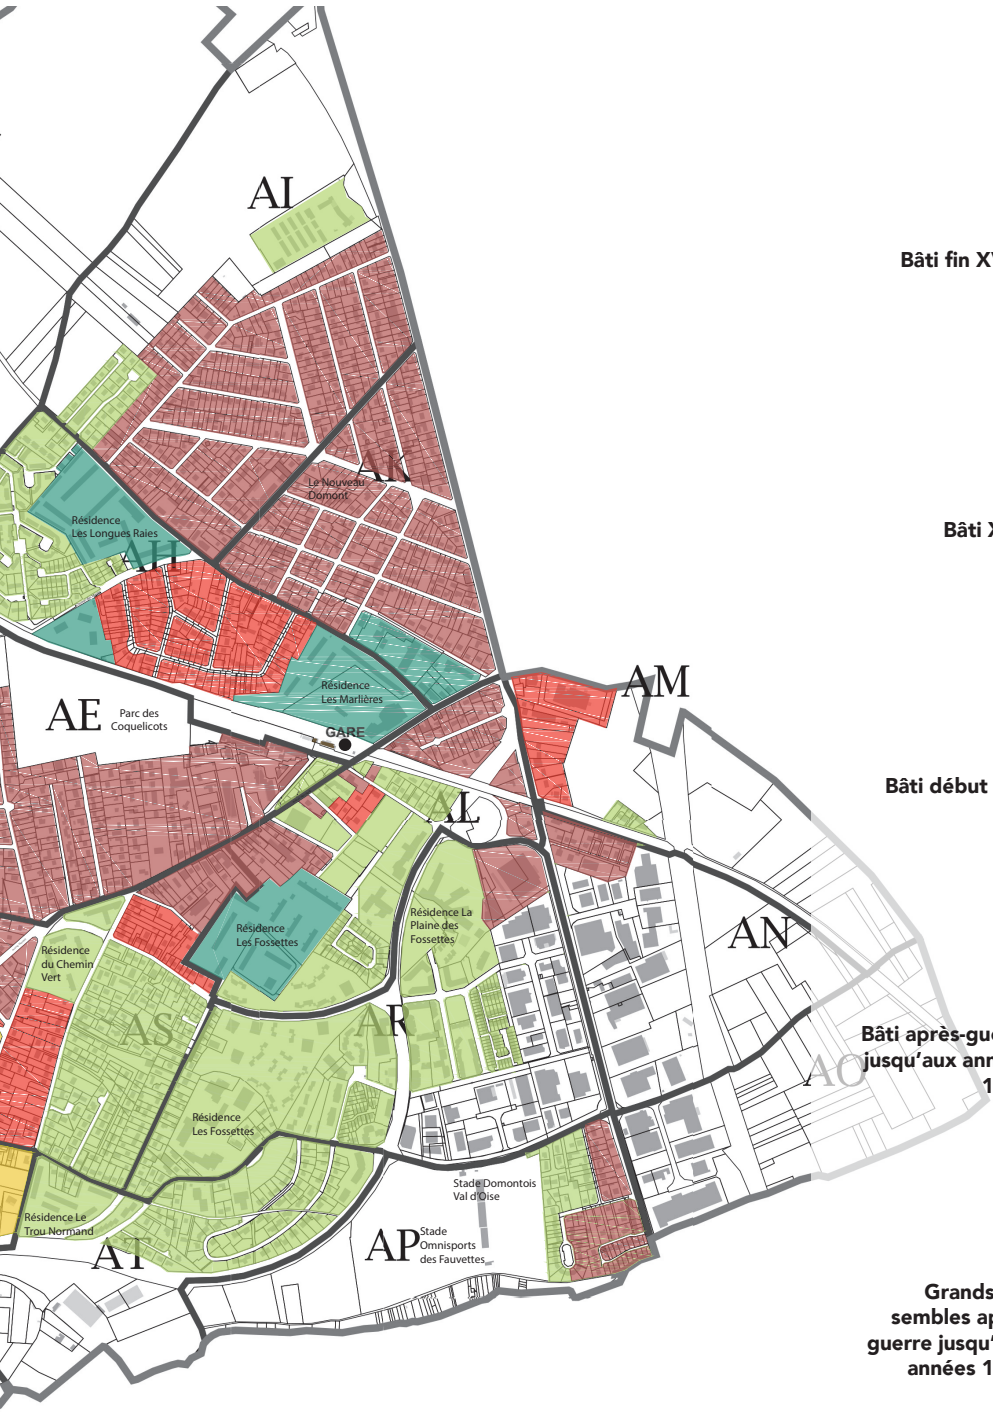 AI
Bâti fin XV
AK
Le Nouveau
Domont
Résidence
Les Longues Raies
Bâti X
AH
AM
Résidence
Les Marlières
AE
Parc des
Coquelicots
GARE
Bâti début
AL
Résidence La
Plaine des
Fossettes
Résidence
Les Fossettes
AN
Résidence
du Chemin
Vert
AS
AR
Bâti après-gue
jusqu'aux ann
1
AO
Résidence
Les Fossettes
Stade Domontois
Val d'Oise
Résidence Le
Trou Normand
AT
AP
Stade
Omnisports
des Fauvettes
Grands
sembles ap
guerre jusqu'
années 1